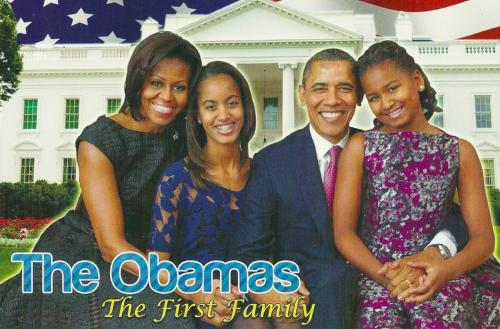 The Obamas
The First Family